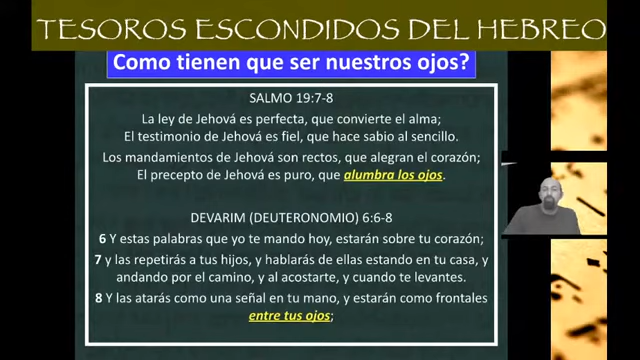 TESOROS ESCONDIDOS DEL HEBREO
Como tienen que ser nuestros ojos?
SALMO 19:7-8
La ley de Jehová es perfecta, que convierte el alma;
El testimonio de Jehová es fiel, que hace sabio al sencillo.
Los mandamientos de Jehová son rectos, que alegran el corazón;
El precepto de Jehová es puro, que alumbra los ojos.
DEVARIM (DEUTERONOMIO) 6:6-8
6 Y estas palabras que yo te mando hoy, estarán sobre tu corazón;
7 y las repetirás a tus hijos, y hablarás de ellas estando en tu casa, y
andando por el camino, y al acostarte, y cuando te levantes.
8 Y las atarás como una señal en tu mano, y estarán como frontales
entre tus ojos;